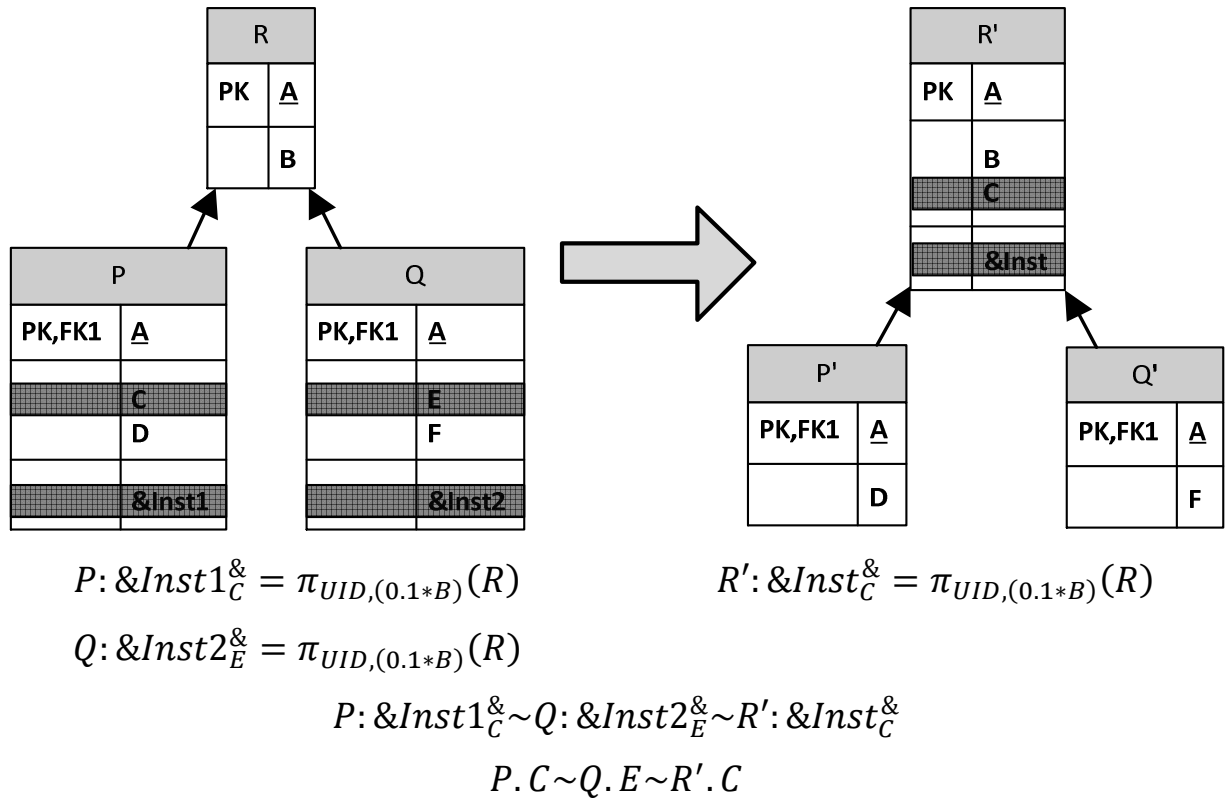 R
PK A
B
P
PK,FK1 A
C
D
&Inst1
Q
PK,FK1 A
E
F
&Inst2
R'
PK A
B
C
&Inst
P'
PK,FK1 A
D
Q'
PK,FK1 A
F
P: &Inst1^&_C = π_{UID,(0.1*B)}(R)
R': &Inst^&_C = π_{UID,(0.1*B)}(R)
Q: &Inst2^&_E = π_{UID,(0.1*B)}(R)
P: &Inst1^&_C~Q: &Inst2^&_E~R': &Inst^&_C
P. C~Q. E~R'. C